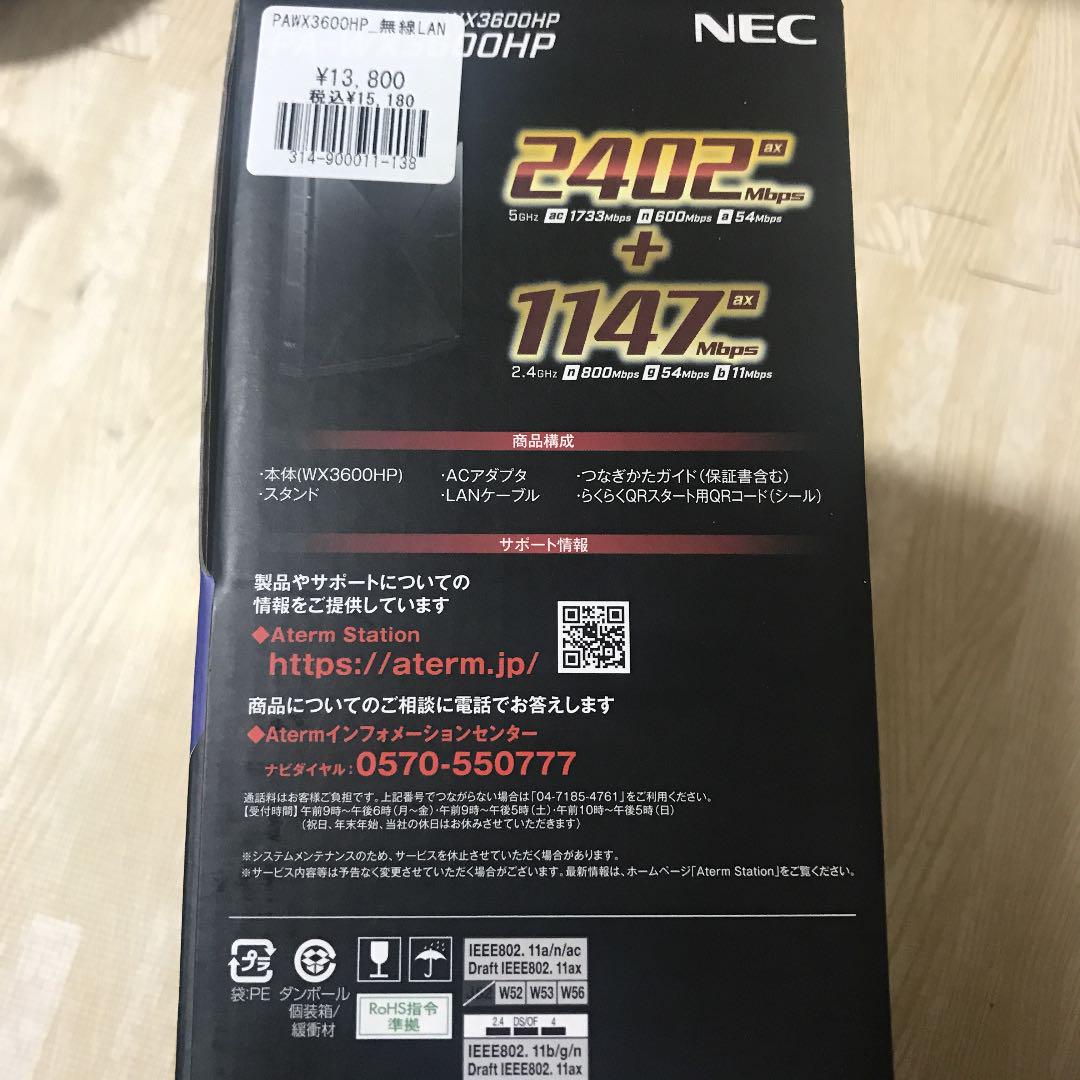 PAWX3600HP_無線LAN
¥13,800
税込¥15,180
314-900011-138
WX3600HP
00HP
NEC
2402Mbps ax
5GHz ac 1733Mbps n 600Mbps a 54Mbps
+
1147Mbps ax
2.4GHz n 800Mbps g 54Mbps b 11Mbps
商品構成
・本体(WX3600HP) ・ACアダプタ ・つなぎかたガイド(保証書含む)
・スタンド ・LANケーブル ・らくらくQRスタート用QRコード(シール)
サポート情報
製品やサポートについての
情報をご提供しています
◆Aterm Station
https://aterm.jp/
商品についてのご相談に電話でお答えします
◆Atermインフォメーションセンター
ナビダイヤル:0570-550777
通話料はお客様ご負担です。上記番号でつながらない場合は「04-7185-4761」をご利用ください。
【受付時間】午前9時〜午後6時(月〜金)・午前9時〜午後5時(土)・午前10時〜午後5時(日)
(祝日、年末年始、当社の休日はお休みさせていただきます)
※システムメンテナンスのため、サービスを休止させていただく場合があります。
※サービス内容等は予告なく変更させていただく場合がございます。最新情報は、ホームページ「Aterm Station」をご覧ください。
プラ
袋:PE
ダンボール
個装箱/
緩衝材
RoHS指令
準拠
IEEE802.11a/n/ac
Draft IEEE802.11ax
W52 W53 W56
2.4 DS/OF 4
IEEE802.11b/g/n
Draft IEEE802.11ax